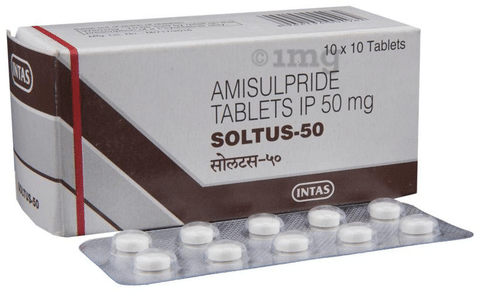 INTAS
SOLTUS-50
©1mg
10 x 10 Tablets
AMISULPRIDE
TABLETS IP 50 mg
SOLTUS-50
सोलटस-५०
INTAS